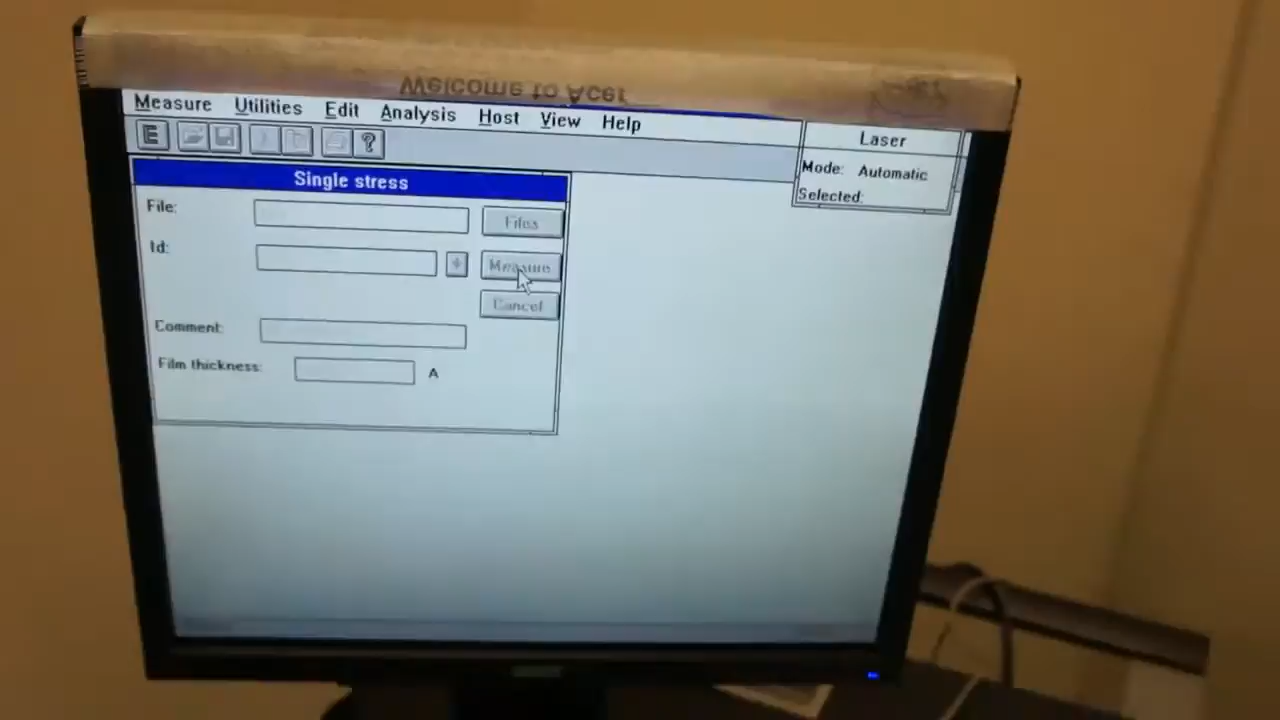 Welcome to Acer
Measure Utilities Edit Analysis Host View Help
E ?
Laser
Mode: Automatic
Selected:
Single stress
File:
Files
Id:
Measure
Cancel
Comment:
Film thickness:
A